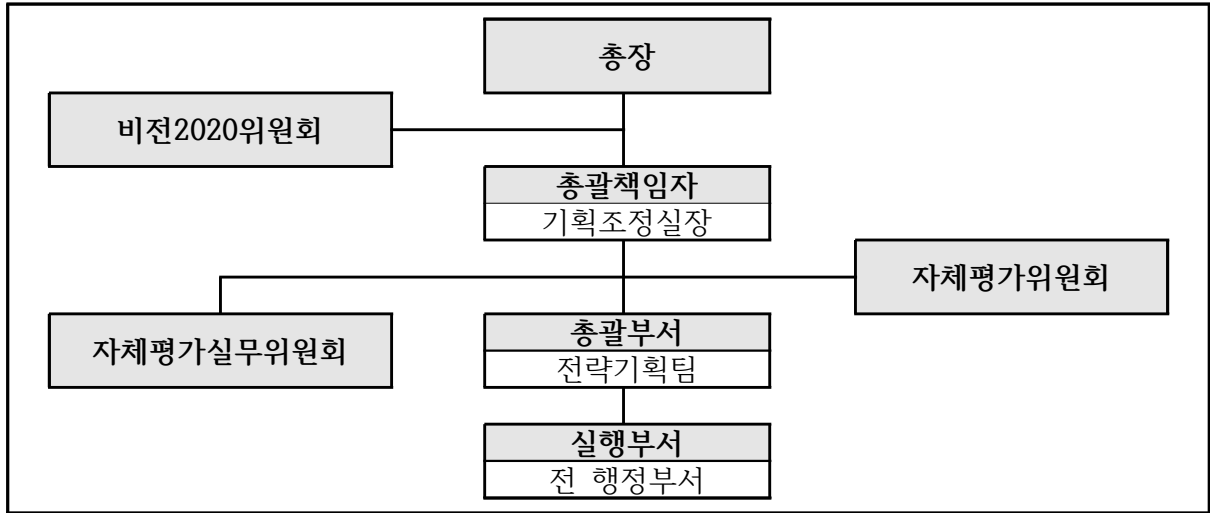 총장
비전2020위원회
총괄책임자
기획조정실장
자체평가위원회
자체평가실무위원회
총괄부서
전략기획팀
실행부서
전 행정부서